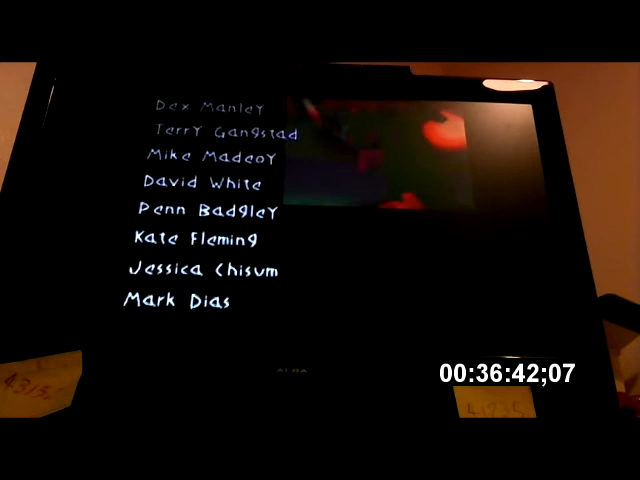 Dex Manley
Terry Gangstad
Mike Madeoy
David White
Penn Badgley
Kate Fleming
Jessica Chisum
Mark Dias
ALBA
00:36:42;07